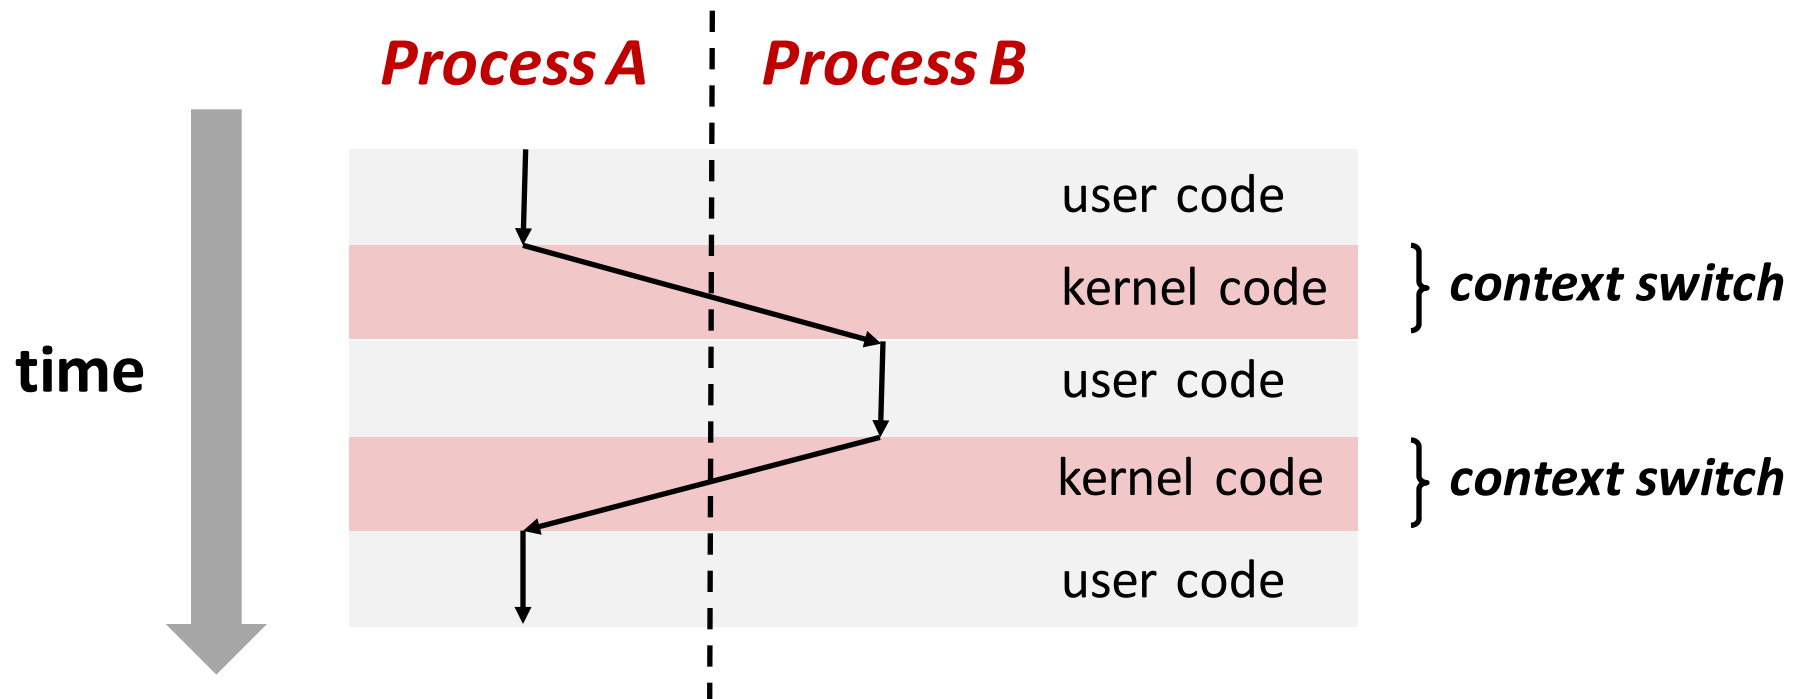 Process A
Process B
user code
kernel code
context switch
time
user code
kernel code
context switch
user code